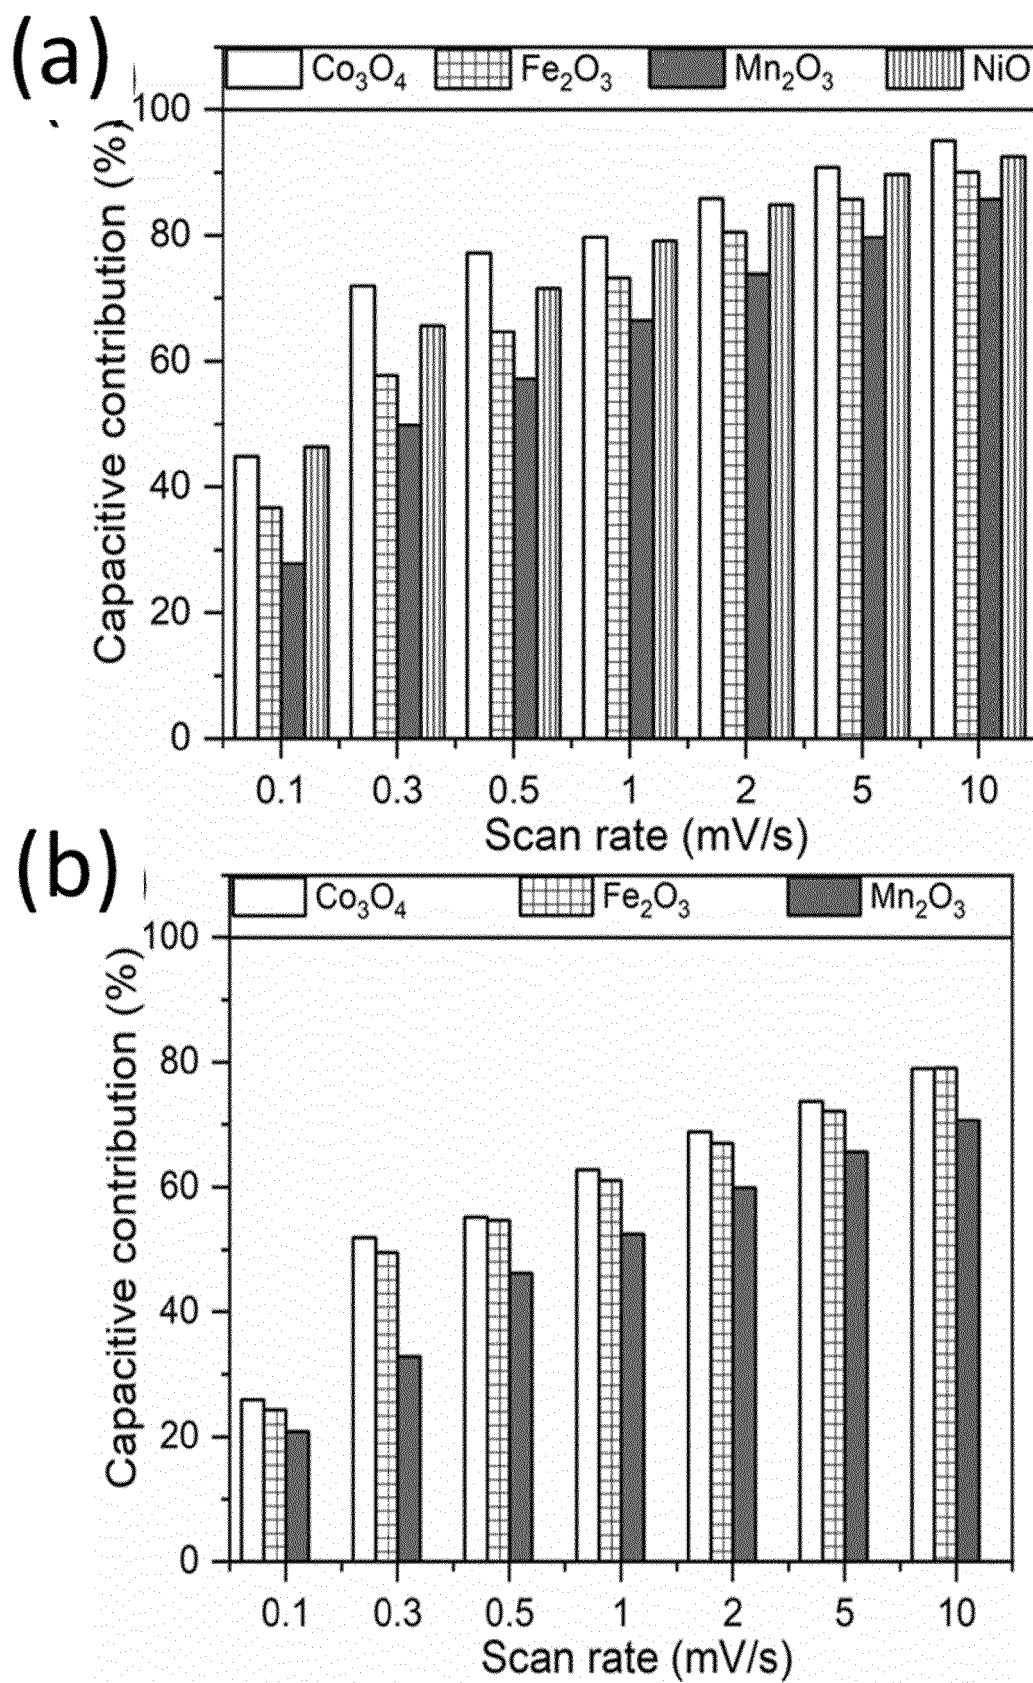 (a)
Co₃O₄ Fe₂O₃ Mn₂O₃ NiO
100
80
60
40
20
0
Capacitive contribution (%)
0.1 0.3 0.5 1 2 5 10
Scan rate (mV/s)
(b)
Co₃O₄ Fe₂O₃ Mn₂O₃
100
80
60
40
20
0
Capacitive contribution (%)
0.1 0.3 0.5 1 2 5 10
Scan rate (mV/s)